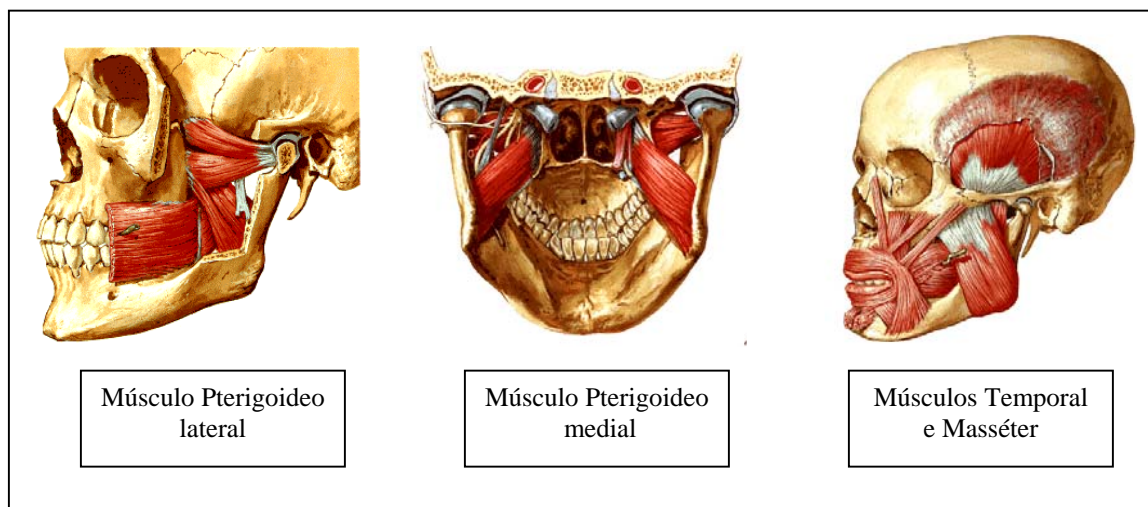 Músculo Pterigoideo
lateral
Músculo Pterigoideo
medial
Músculos Temporal
e Masséter